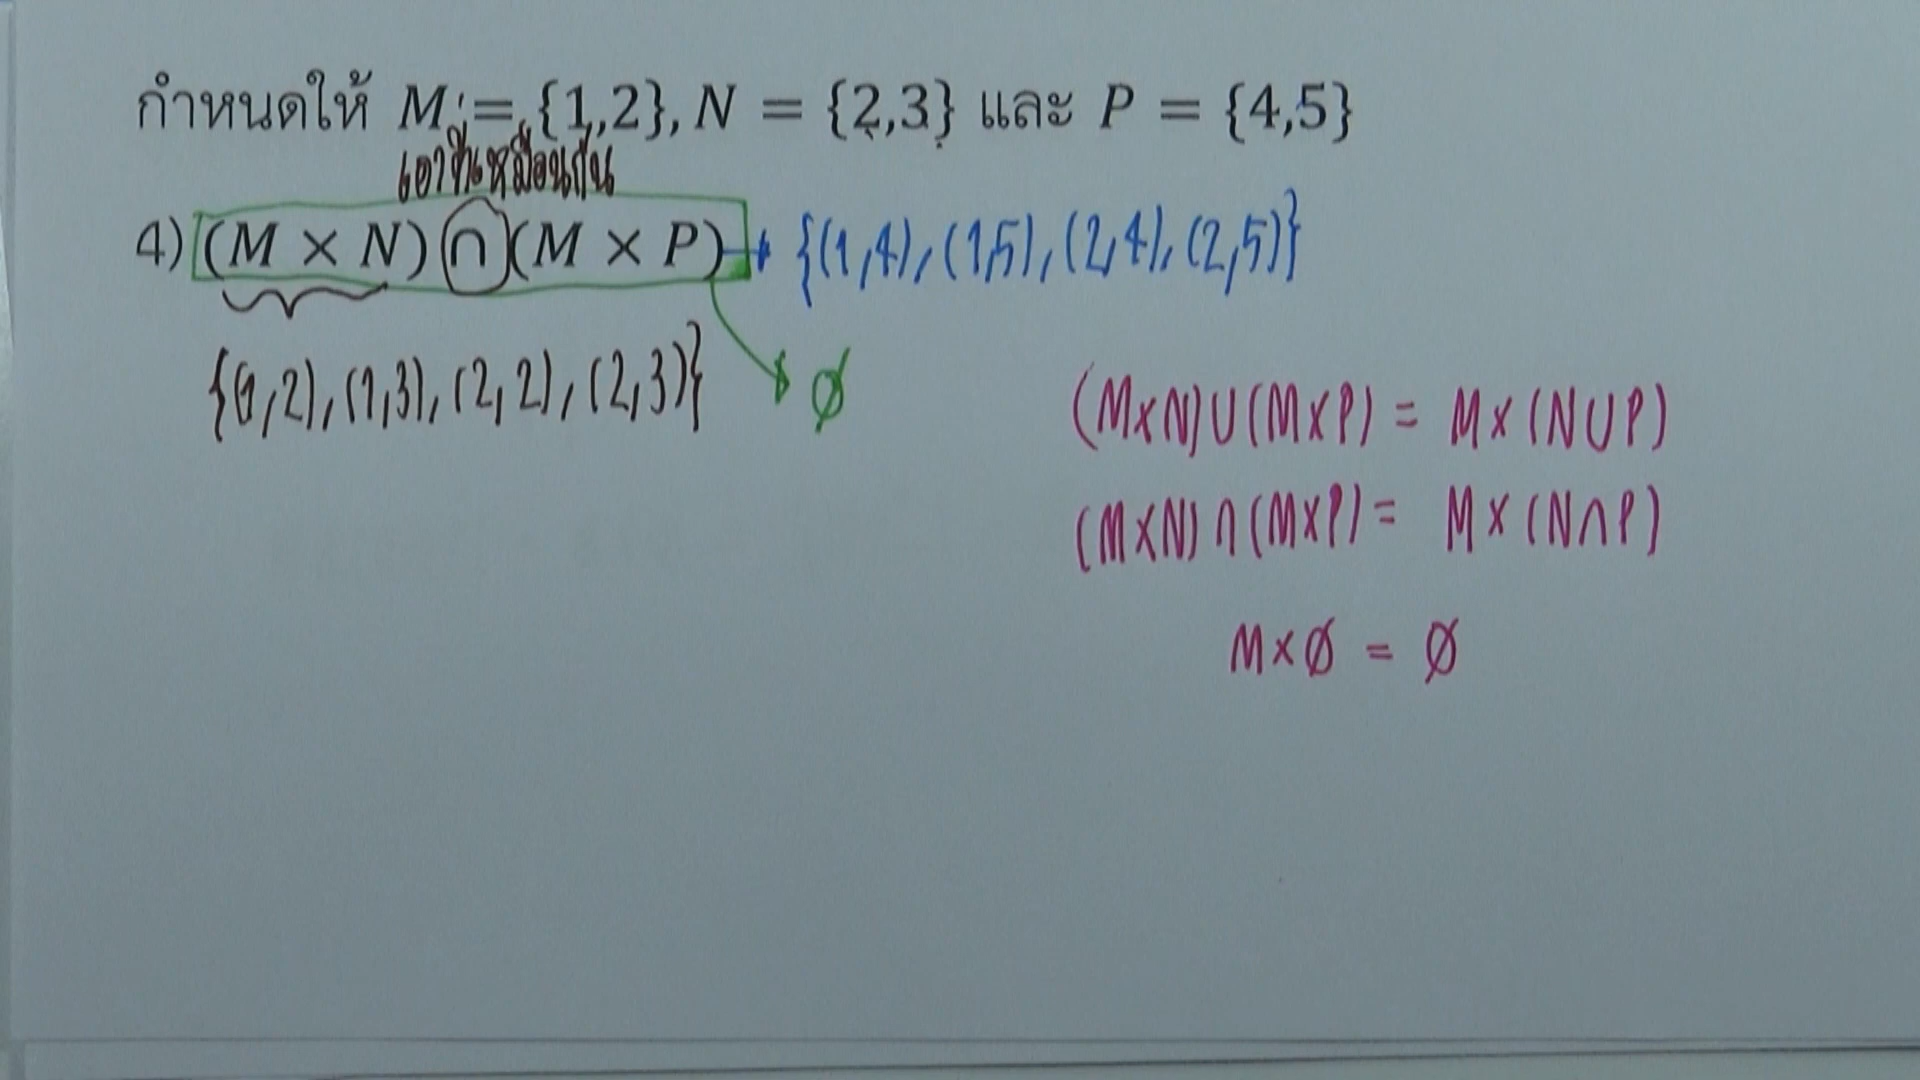 กำหนดให้ M = {1,2}, N = {2,3} และ P = {4,5}
เอาที่เหมือนกัน
4) (M × N) ∩ (M × P) → {(1,4), (1,5), (2,4), (2,5)}
{(1,2), (1,3), (2,2), (2,3)} ∅
(M×N)∪(M×P) = M×(N∪P)
(M×N)∩(M×P) = M×(N∩P)
M×∅ = ∅